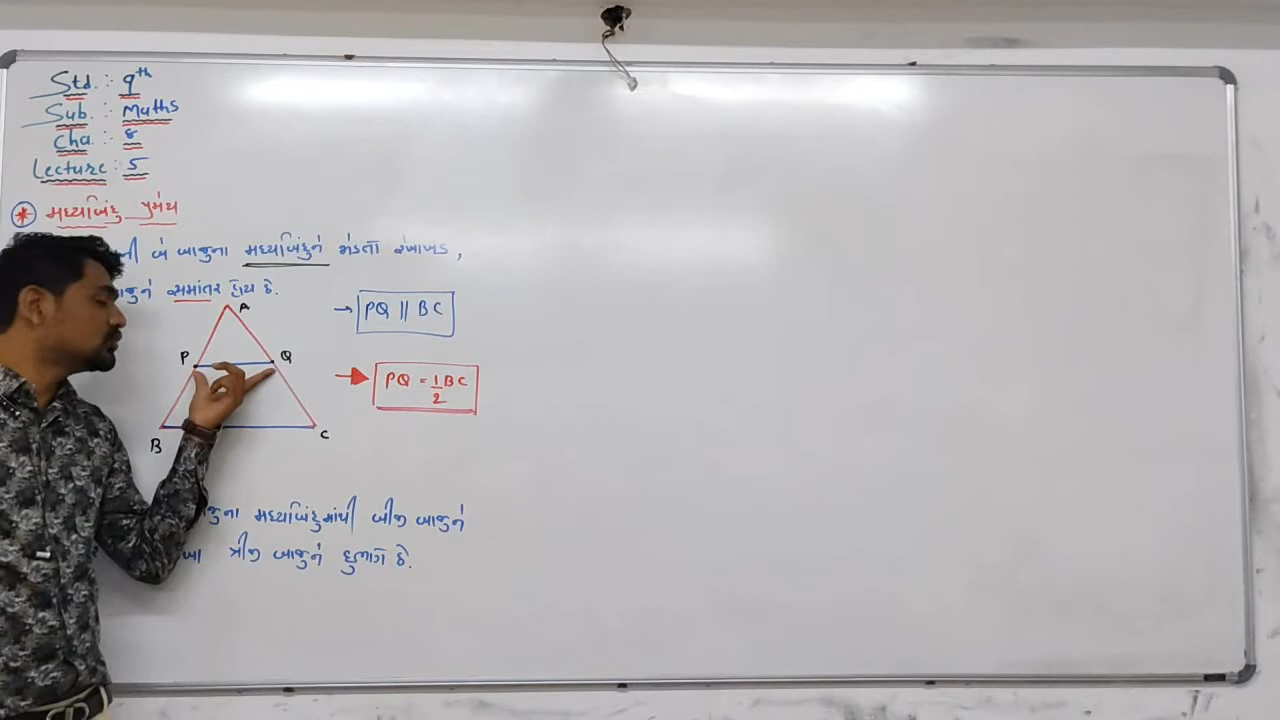 Std. : 9th
Sub. : Maths
Cha. : 8
Lecture : 5
* મધ્યબિંદુ પ્રમેય
ની બે બાજુના મધ્યબિંદુને જોડતો રેખાખંડ,
બાજુને સમાંતર હોય છે.
A
→ PQ || BC
P Q
→ PQ = 1/2 BC
B C
બાજુના મધ્યબિંદુમાંથી બીજી બાજુને
ત્રીજી બાજુને દુભાગે છે.